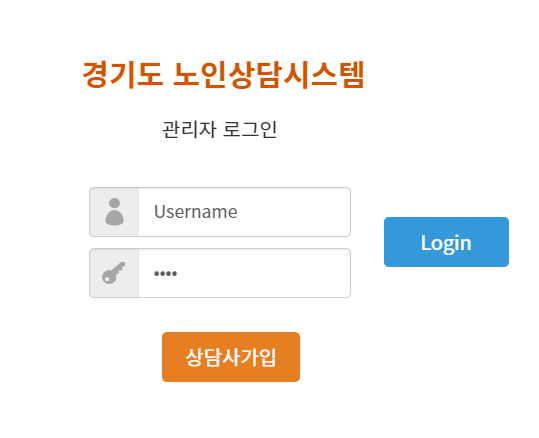 경기도 노인상담시스템
관리자 로그인
Username
Login
••••
상담사가입